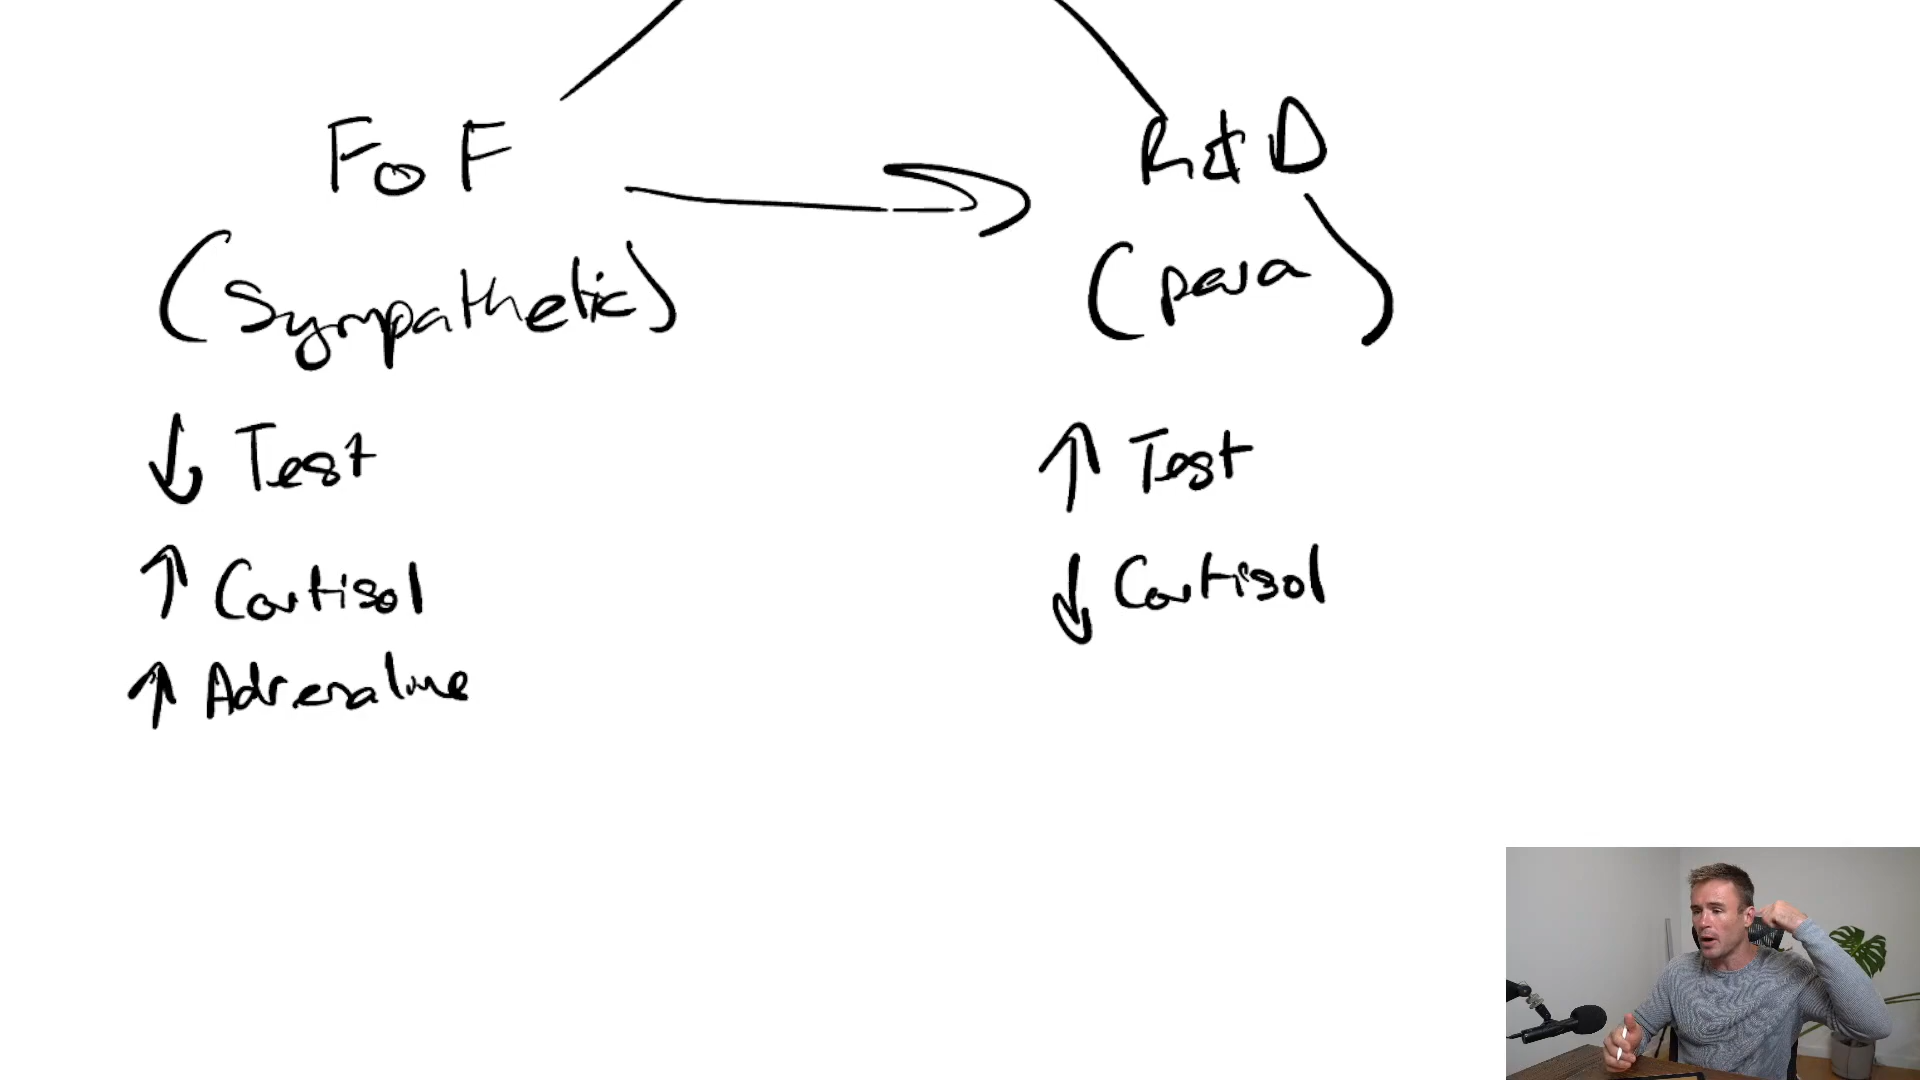 FoF
R&D
(Sympathetic)
(para)
↓ Test
↑ Test
↑ Cortisol
↓ Cortisol
↑ Adrenaline